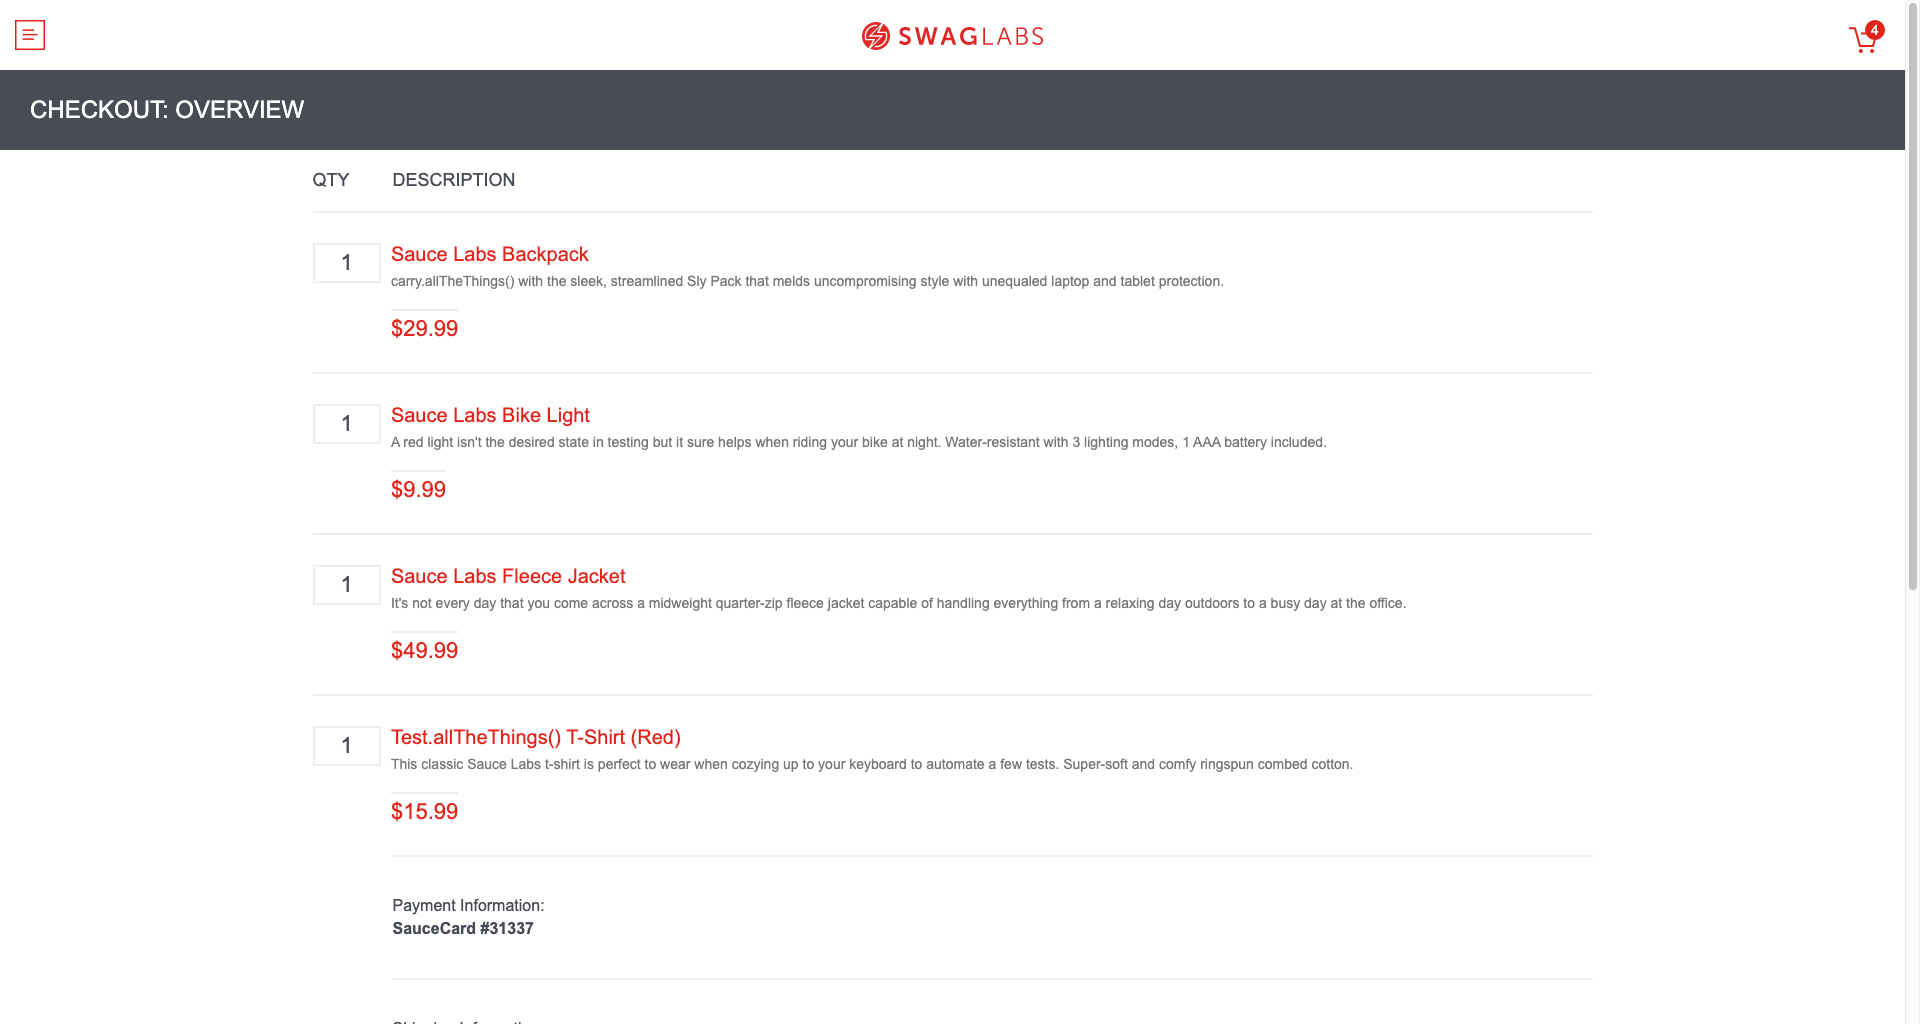 SWAGLABS
4
CHECKOUT: OVERVIEW
QTY DESCRIPTION
1
Sauce Labs Backpack
carry.allTheThings() with the sleek, streamlined Sly Pack that melds uncompromising style with unequaled laptop and tablet protection.
$29.99
1
Sauce Labs Bike Light
A red light isn't the desired state in testing but it sure helps when riding your bike at night. Water-resistant with 3 lighting modes, 1 AAA battery included.
$9.99
1
Sauce Labs Fleece Jacket
It's not every day that you come across a midweight quarter-zip fleece jacket capable of handling everything from a relaxing day outdoors to a busy day at the office.
$49.99
1
Test.allTheThings() T-Shirt (Red)
This classic Sauce Labs t-shirt is perfect to wear when cozying up to your keyboard to automate a few tests. Super-soft and comfy ringspun combed cotton.
$15.99
Payment Information:
SauceCard #31337